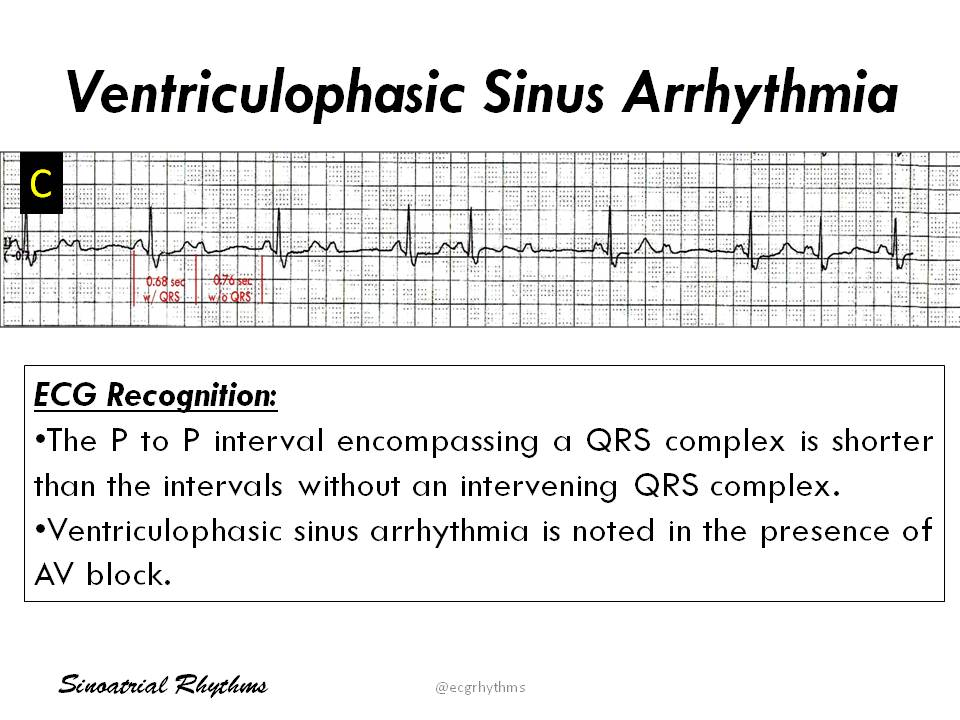 Ventriculophasic Sinus Arrhythmia
C
II
0.68 sec
w/ QRS
0.76 sec
w/o QRS
ECG Recognition:
•The P to P interval encompassing a QRS complex is shorter
than the intervals without an intervening QRS complex.
•Ventriculophasic sinus arrhythmia is noted in the presence of
AV block.
Sinoatrial Rhythms
@ecgrhythms